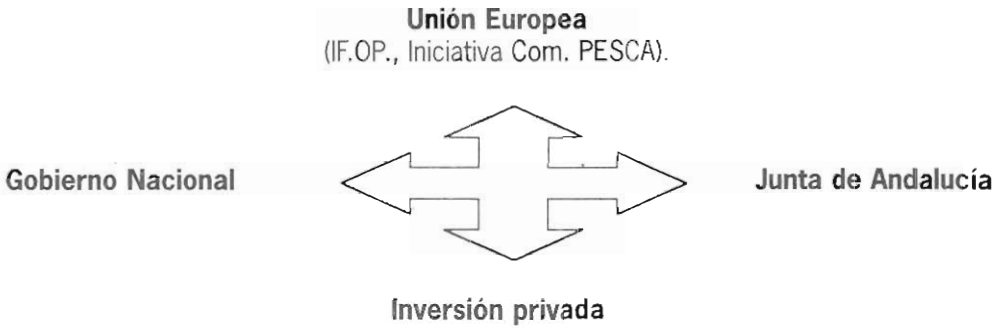 Unión Europea
(IF.OP., Iniciativa Com. PESCA).
Gobierno Nacional
Junta de Andalucía
Inversión privada